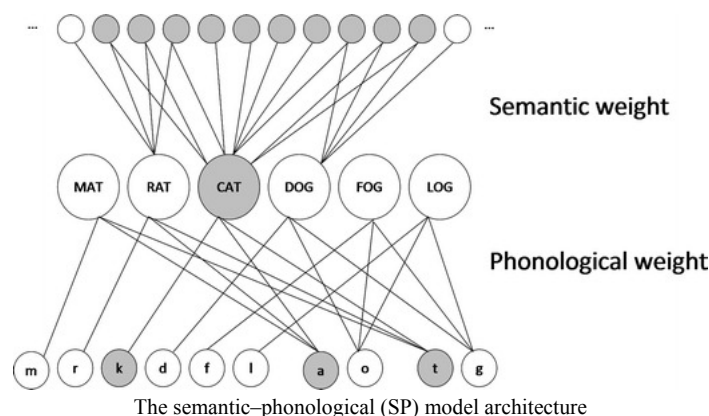 ... ...
Semantic weight
MAT RAT CAT DOG FOG LOG
Phonological weight
m r k d f l a o t g
The semantic–phonological (SP) model architecture